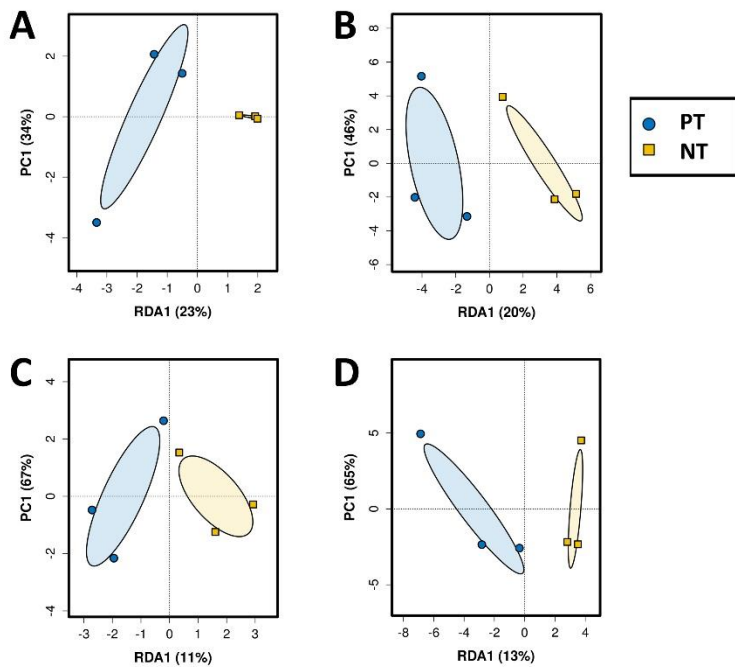 A
PC1 (34%)
2
0
-2
-4
-4 -3 -2 -1 0 1 2
RDA1 (23%)
B
PC1 (46%)
8
6
4
2
0
-2
-4
-6
-4 -2 0 2 4 6
RDA1 (20%)
PT
NT
C
PC1 (67%)
4
2
0
-2
-4
-3 -2 -1 0 1 2 3
RDA1 (11%)
D
PC1 (65%)
5
0
-5
-8 -6 -4 -2 0 2 4
RDA1 (13%)